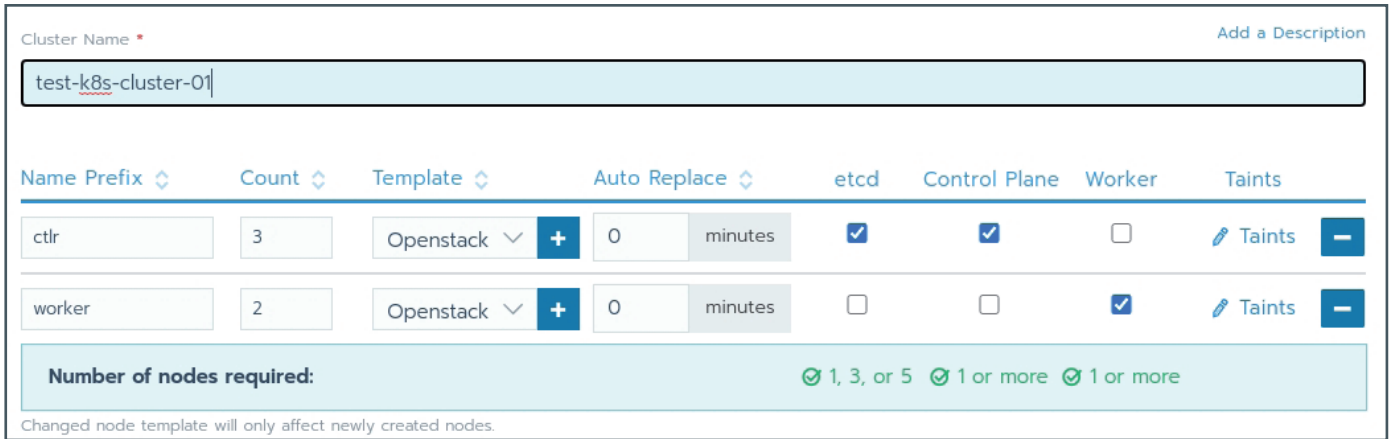 Cluster Name *
Add a Description
test-k8s-cluster-01
Name Prefix Count Template Auto Replace etcd Control Plane Worker Taints
ctlr 3 Openstack + 0 minutes Taints −
worker 2 Openstack + 0 minutes Taints −
Number of nodes required: 1, 3, or 5 1 or more 1 or more
Changed node template will only affect newly created nodes.